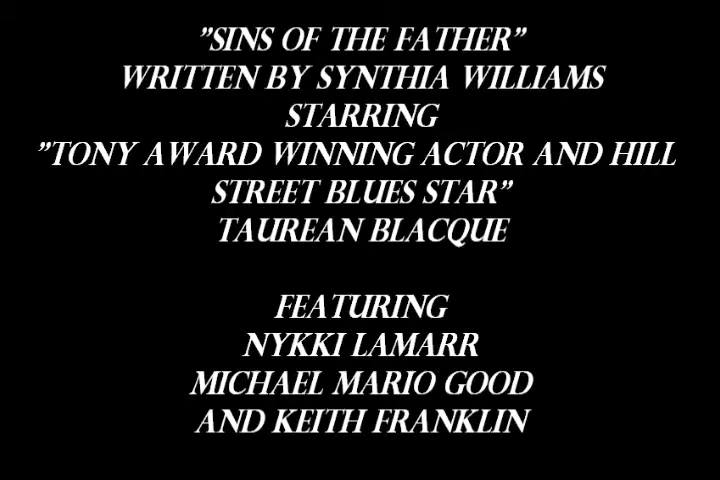 "SINS OF THE FATHER"
WRITTEN BY SYNTHIA WILLIAMS
STARRING
"TONY AWARD WINNING ACTOR AND HILL
STREET BLUES STAR"
TAUREAN BLACQUE
FEATURING
NYKKI LAMARR
MICHAEL MARIO GOOD
AND KEITH FRANKLIN